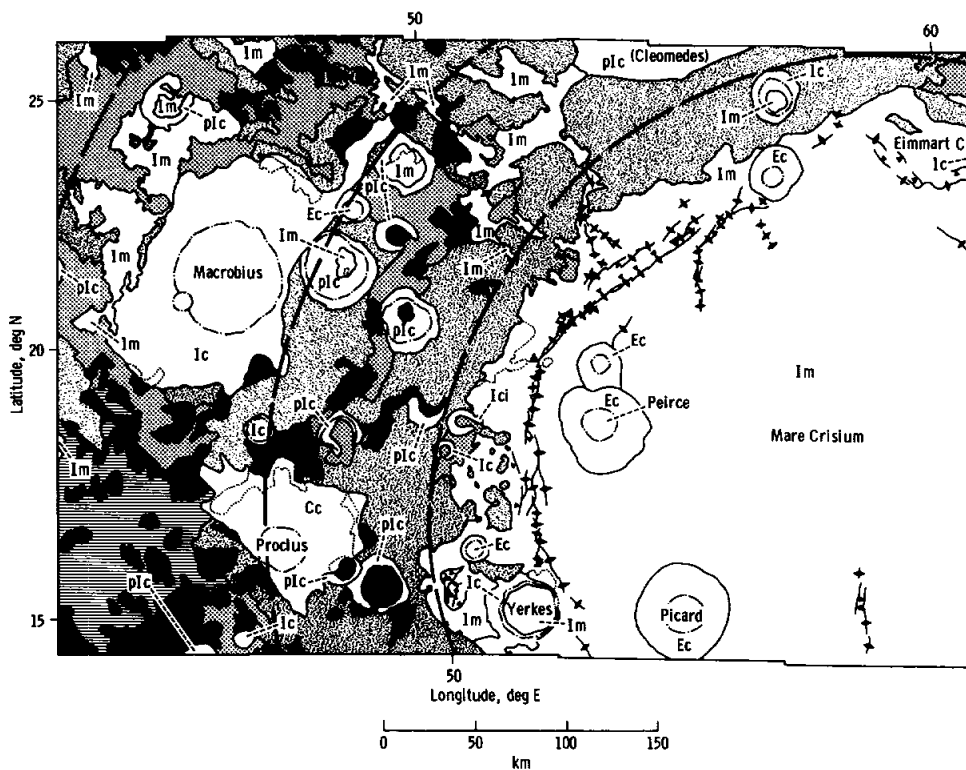 50
60
Im
Im
pIc (Cleomedes)
Ic
25
Im
Im
pIc
Im
Im
Im
Eimmart C
Im
Im
Ec
Im
Ic
pIc
Ec
Im
Im
Im
Macrobius
pIc
pIc
pIc
Im
Ec
20
Ic
Im
Ec
Peirce
pIc
Ici
Mare Crisium
Ic
pIc
Ic
Im
Cc
pIc
Proclus
Ec
pIc
Ic
pIc
Yerkes
Picard
15
Ic
Im
Im
Ec
50
Latitude, deg N
Longitude, deg E
0 50 100 150
km